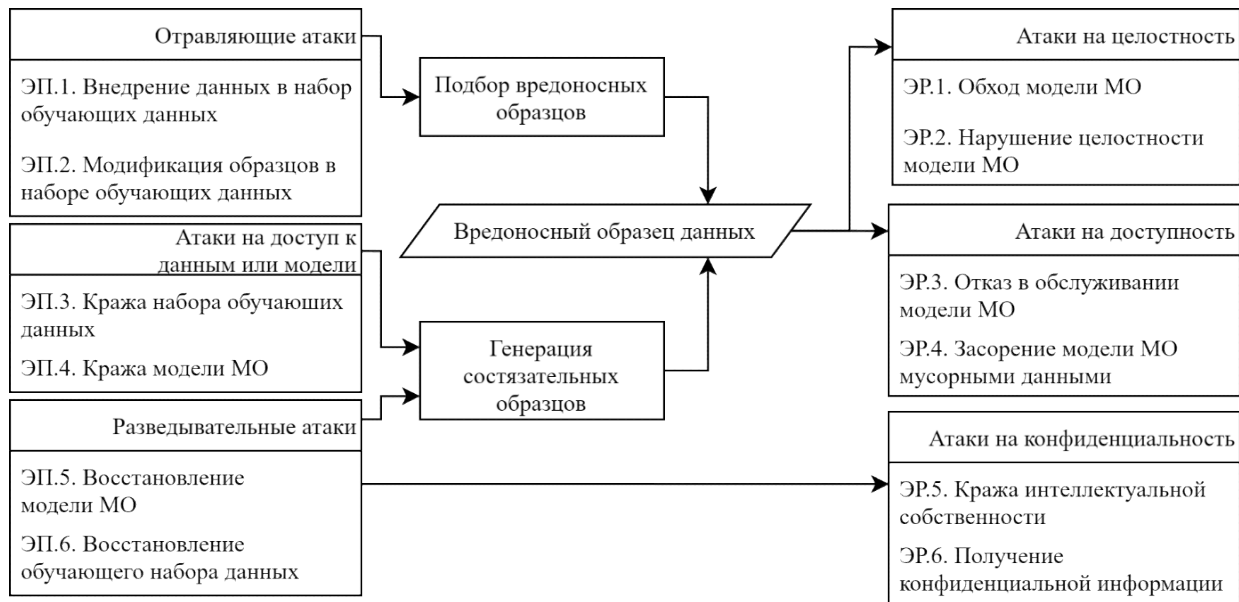 Отравляющие атаки
ЭП.1. Внедрение данных в набор
обучающих данных
ЭП.2. Модификация образцов в
наборе обучающих данных
Атаки на доступ к
данным или модели
ЭП.3. Кража набора обучаюших
данных
ЭП.4. Кража модели МО
Разведывательные атаки
ЭП.5. Восстановление
модели МО
ЭП.6. Восстановление
обучающего набора данных
Подбор вредоносных
образцов
Вредоносный образец данных
Генерация
состязательных
образцов
Атаки на целостность
ЭР.1. Обход модели МО
ЭР.2. Нарушение целостности
модели МО
Атаки на доступность
ЭР.3. Отказ в обслуживании
модели МО
ЭР.4. Засорение модели МО
мусорными данными
Атаки на конфиденциальность
ЭР.5. Кража интеллектуальной
собственности
ЭР.6. Получение
конфиденциальной информации